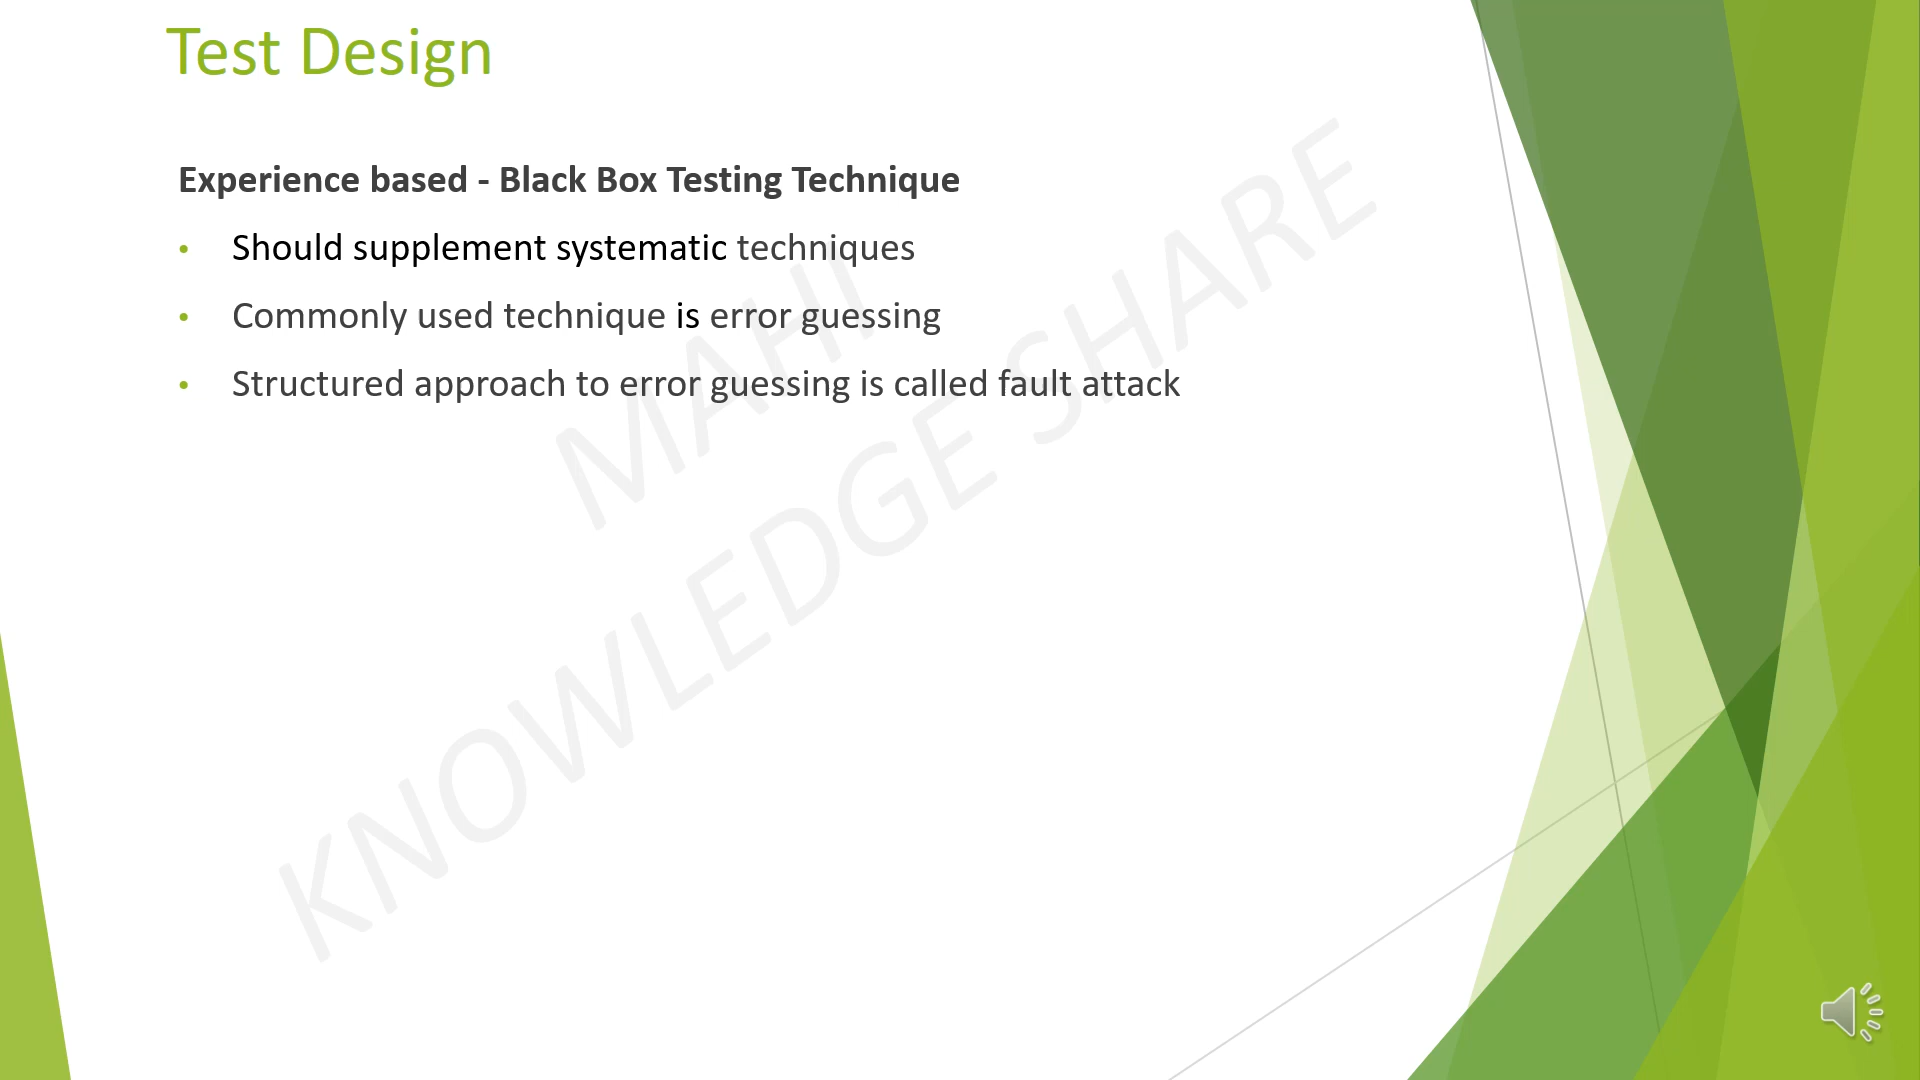 Test Design
Experience based - Black Box Testing Technique
• Should supplement systematic techniques
• Commonly used technique is error guessing
• Structured approach to error guessing is called fault attack
MAHI
KNOWLEDGE SHARE